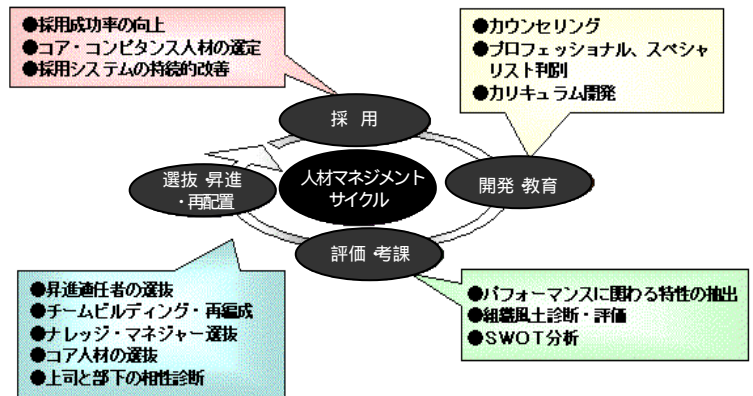 ●採用成功率の向上
●コア・コンピタンス人材の選定
●採用システムの持続的改善
●カウンセリング
●プロフェッショナル、スペシャ
リスト判別
●カリキュラム開発
採 用
選抜・昇進
・再配置
人材マネジメント
サイクル
開発・教育
評価・考課
●昇進適任者の選抜
●チームビルディング・再編成
●ナレッジ・マネジャー選抜
●コア人材の選抜
●上司と部下の相性診断
●パフォーマンスに関わる特性の抽出
●組織風土診断・評価
●SWOT分析